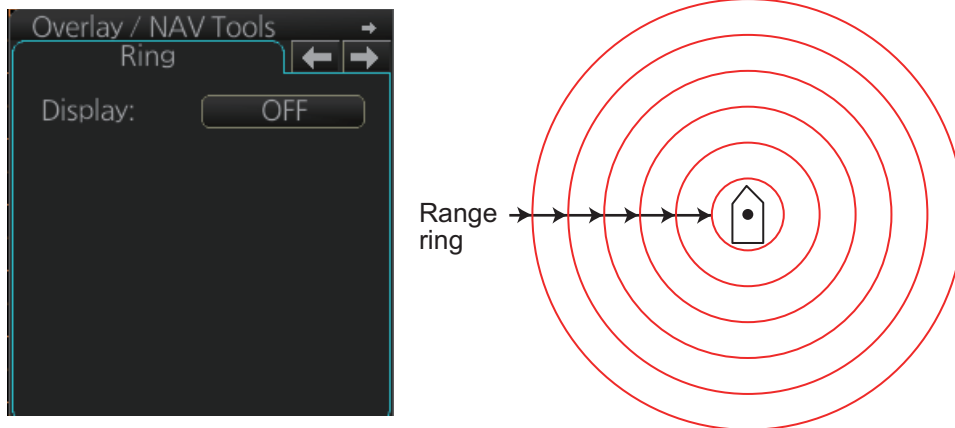 Overlay / NAV Tools
Ring
Display: OFF
Range
ring